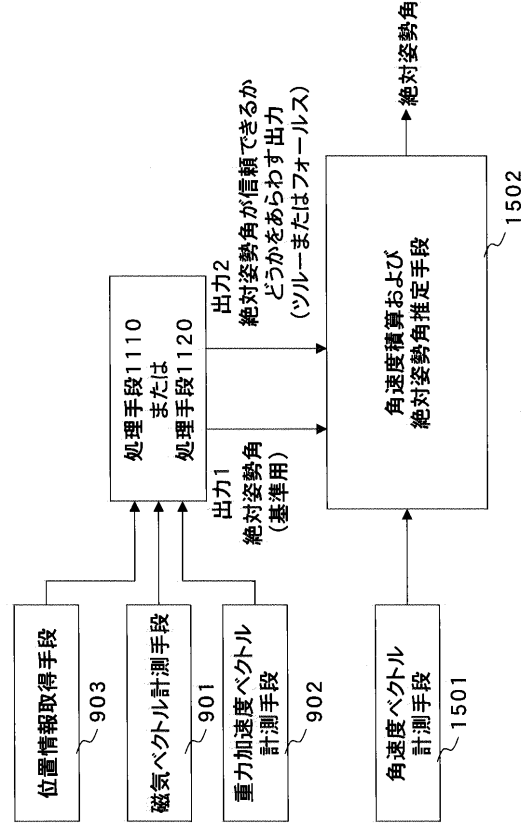 位置情報取得手段
903
磁気ベクトル計測手段
901
重力加速度ベクトル
計測手段
902
処理手段1110
または
処理手段1120
出力1
絶対姿勢角
(基準用)
出力2
絶対姿勢角が信頼できるか
どうかをあらわす出力
(ツルーまたはフォールス)
角速度ベクトル
計測手段
1501
角速度積算および
絶対姿勢角推定手段
1502
絶対姿勢角